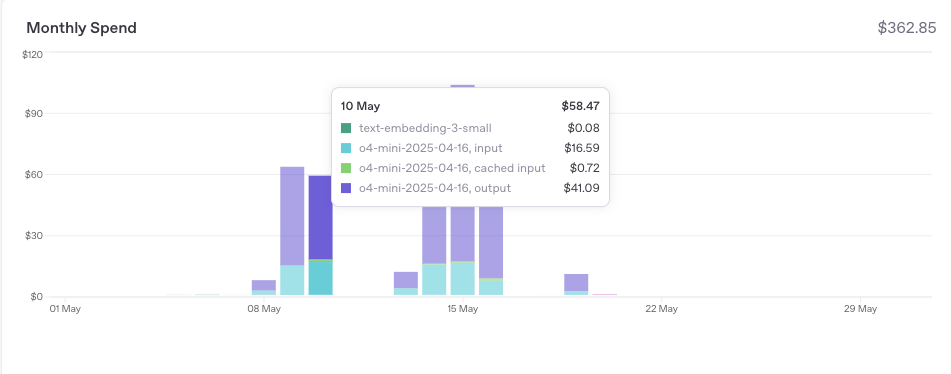 Monthly Spend $362.85
$120
10 May $58.47
$90
text-embedding-3-small $0.08
o4-mini-2025-04-16, input $16.59
o4-mini-2025-04-16, cached input $0.72
$60
o4-mini-2025-04-16, output $41.09
$30
$0
01 May 08 May 15 May 22 May 29 May